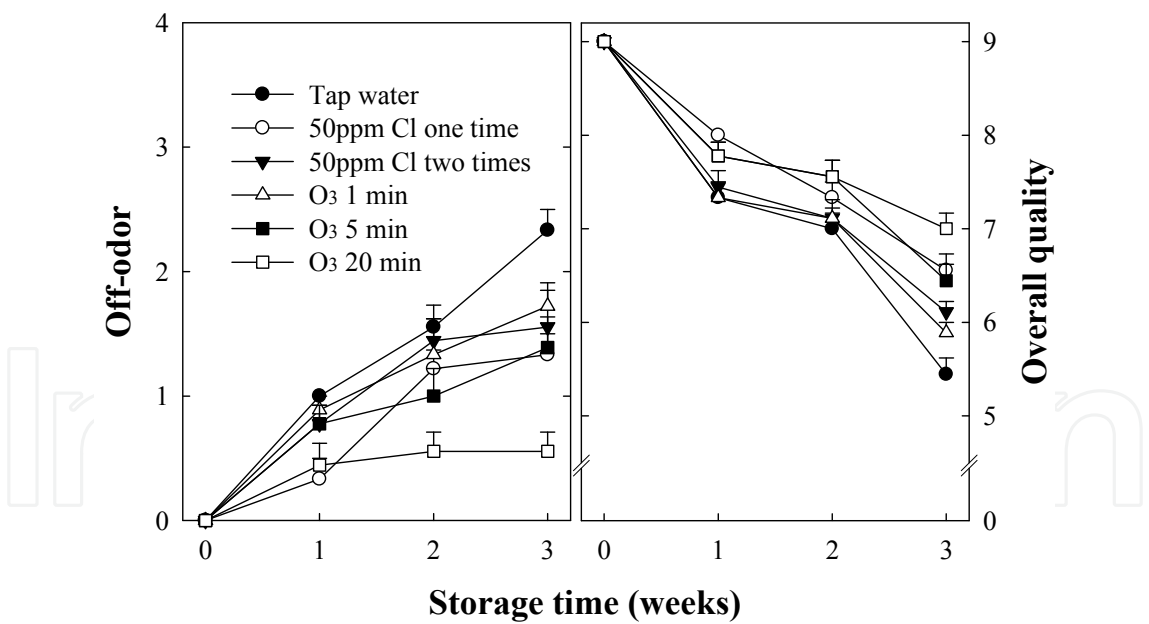 4
3
2
1
0
Off-odor
Tap water
50ppm Cl one time
50ppm Cl two times
O3 1 min
O3 5 min
O3 20 min
0 1 2 3
9
8
7
6
5
0
Overall quality
0 1 2 3
Storage time (weeks)